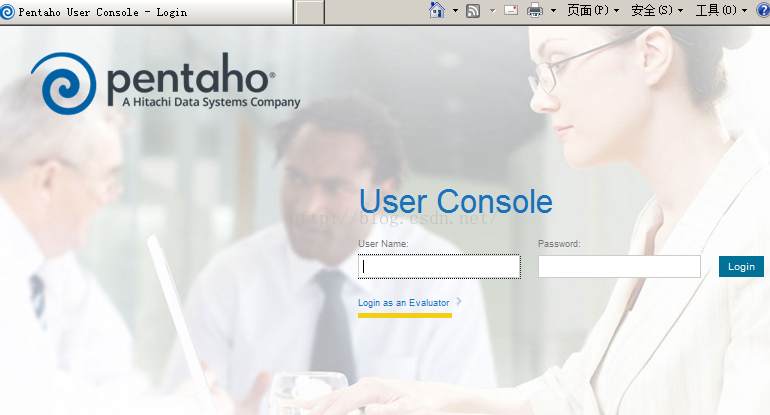 Pentaho User Console - Login
页面(P) 安全(S) 工具(O)
pentaho®
A Hitachi Data Systems Company
User Console
http://blog.csdn.net/
User Name: Password:
Login
Login as an Evaluator